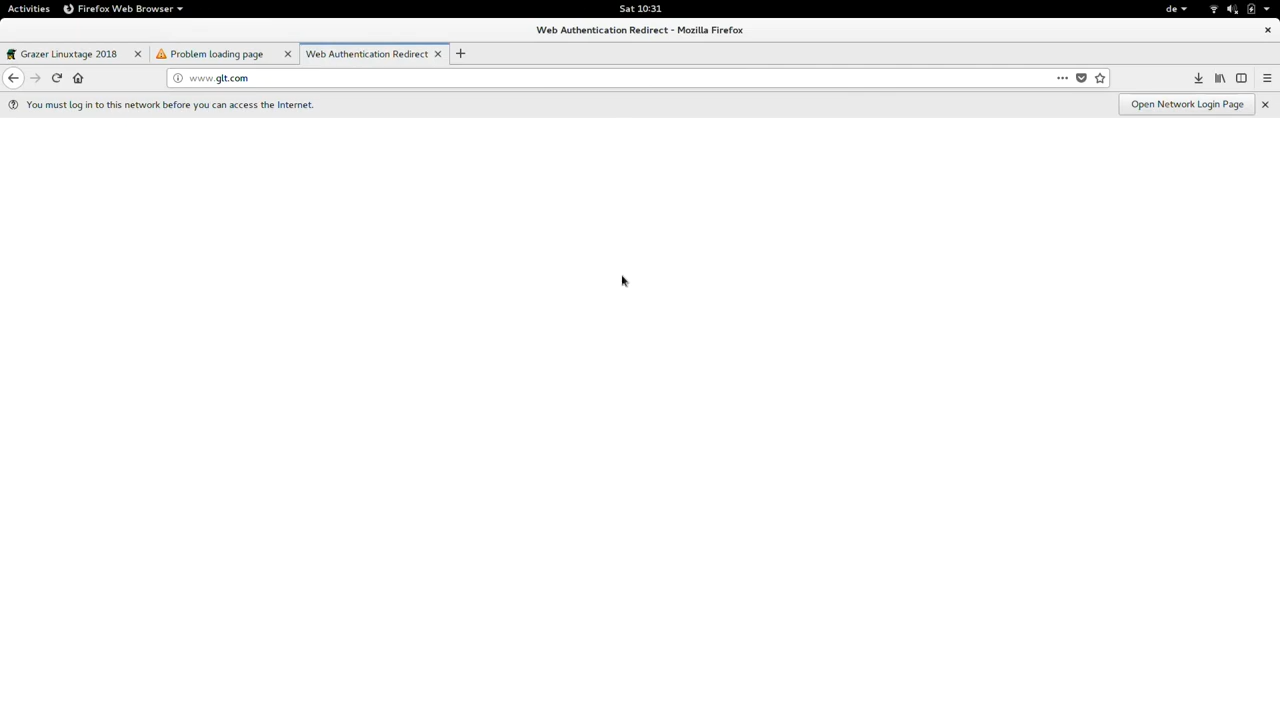 Activities Firefox Web Browser Sat 10:31 de
Web Authentication Redirect - Mozilla Firefox
Grazer Linuxtage 2018 Problem loading page Web Authentication Redirect
www.glt.com
You must log in to this network before you can access the Internet. Open Network Login Page